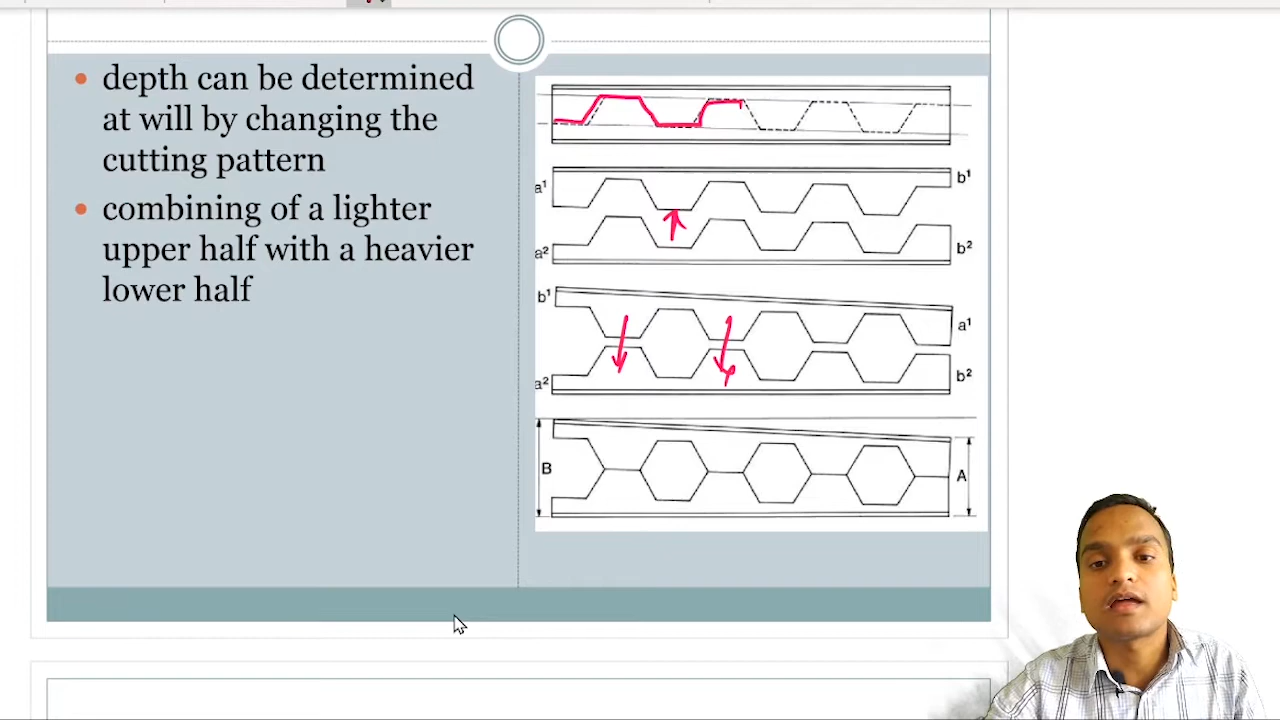 • depth can be determined
at will by changing the
cutting pattern
• combining of a lighter
upper half with a heavier
lower half
a¹
b¹
a²
b²
b¹
a¹
a²
b²
B
A